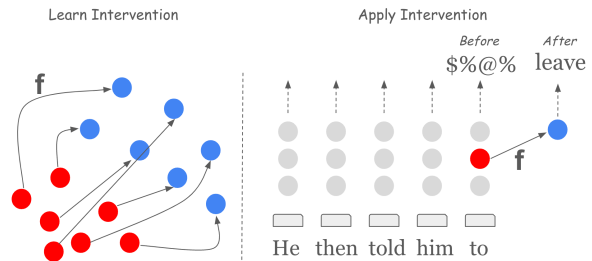 Learn Intervention
f
Apply Intervention
Before After
$%@% leave
f
He then told him to